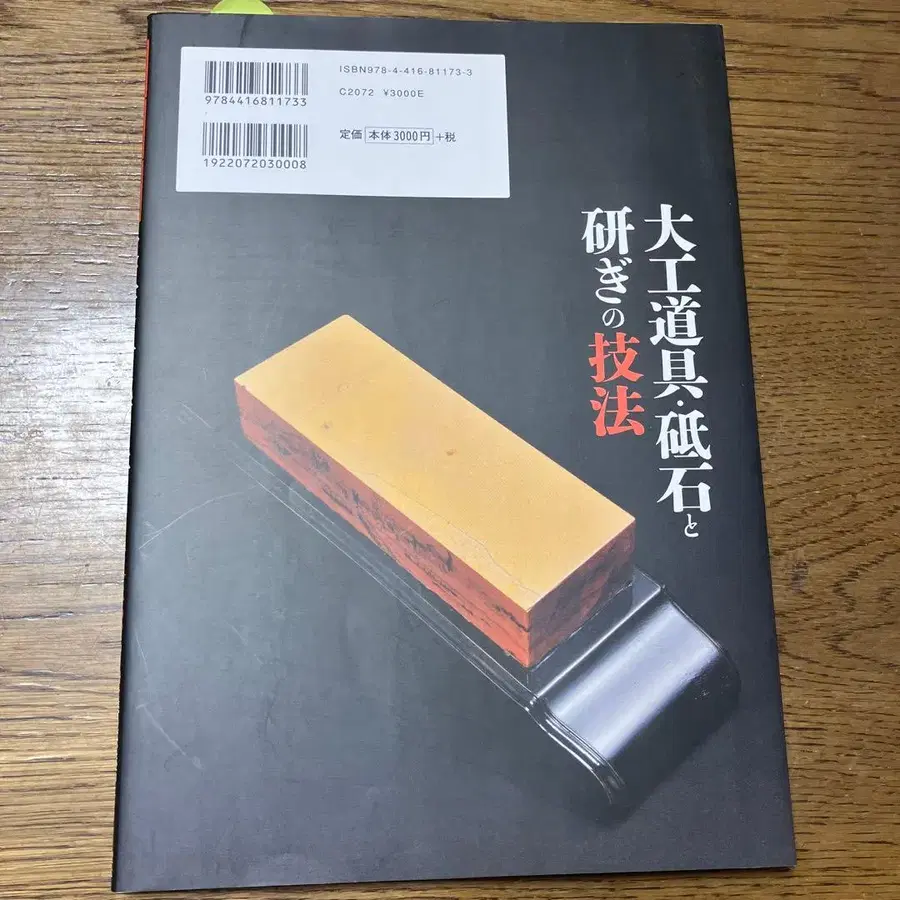 ISBN978-4-416-81173-3
C2072 ¥3000E
定価 本体3000円 +税
9784416811733
1922072030008
大工道具・砥石と
研ぎの技法